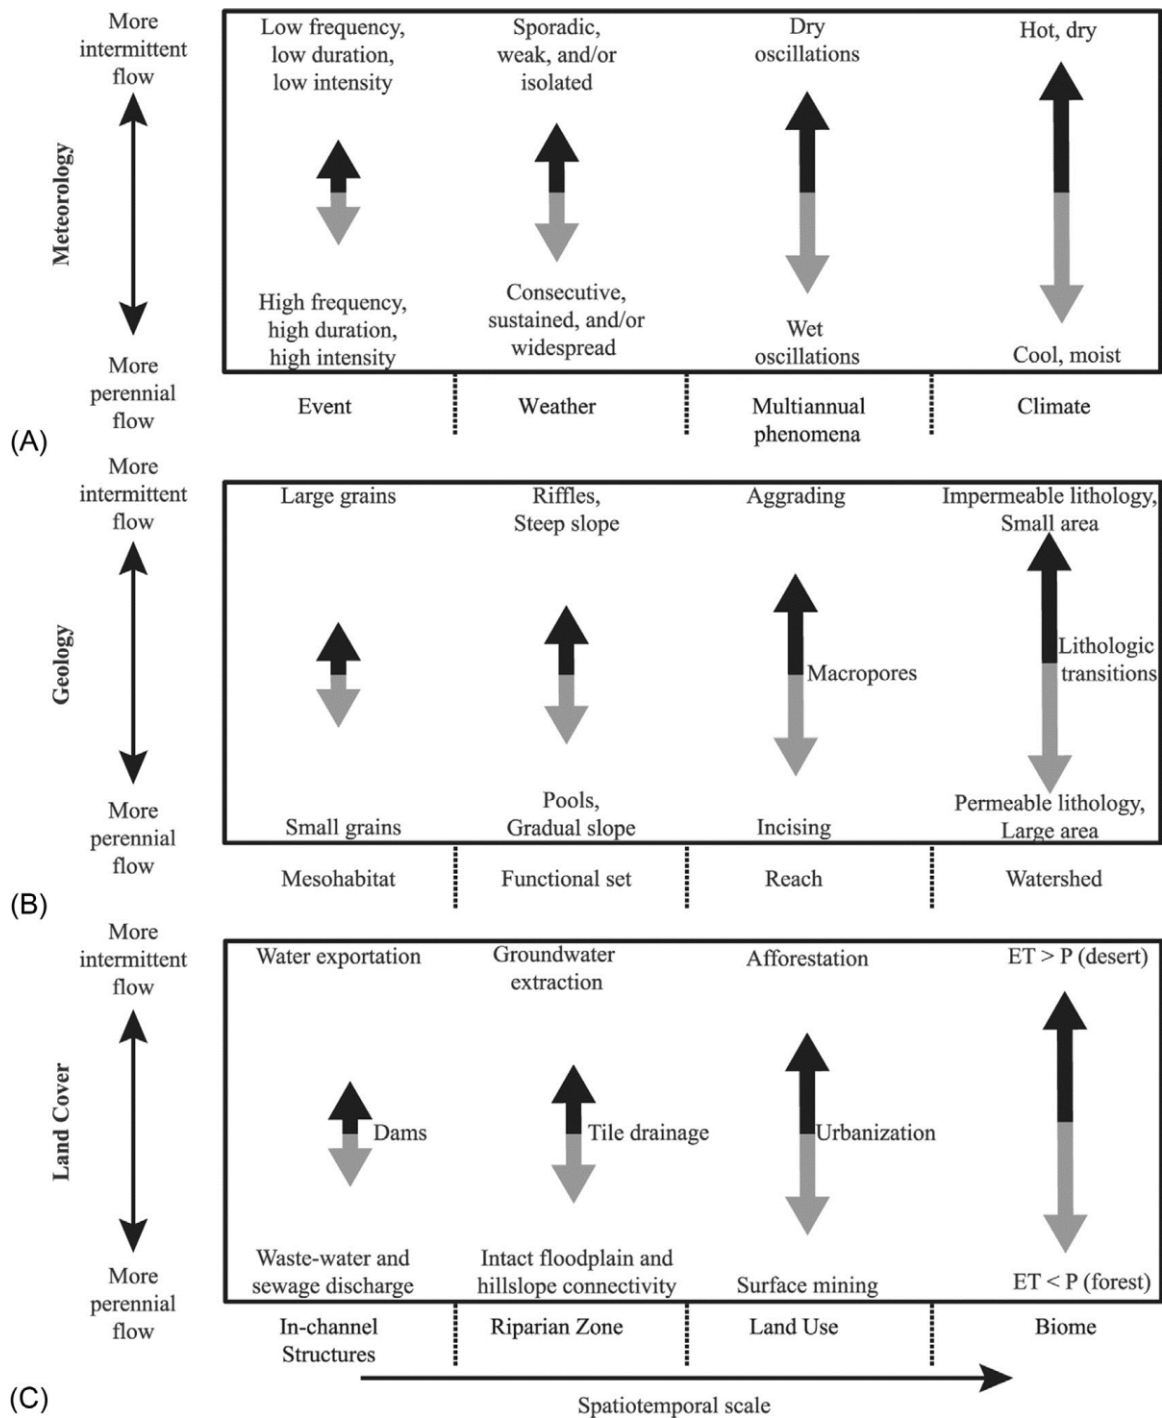 More
intermittent
flow
Meteorology
More
perennial
flow
(A)
Low frequency,
low duration,
low intensity
Sporadic,
weak, and/or
isolated
Dry
oscillations
Hot, dry
High frequency,
high duration,
high intensity
Consecutive,
sustained, and/or
widespread
Wet
oscillations
Cool, moist
Event
Weather
Multiannual
phenomena
Climate
More
intermittent
flow
Geology
More
perennial
flow
(B)
Large grains
Riffles,
Steep slope
Aggrading
Impermeable lithology,
Small area
Macropores
Lithologic
transitions
Small grains
Pools,
Gradual slope
Incising
Permeable lithology,
Large area
Mesohabitat
Functional set
Reach
Watershed
More
intermittent
flow
Land Cover
More
perennial
flow
(C)
Water exportation
Groundwater
extraction
Afforestation
ET > P (desert)
Dams
Tile drainage
Urbanization
Waste-water and
sewage discharge
Intact floodplain and
hillslope connectivity
Surface mining
ET < P (forest)
In-channel
Structures
Riparian Zone
Land Use
Biome
Spatiotemporal scale